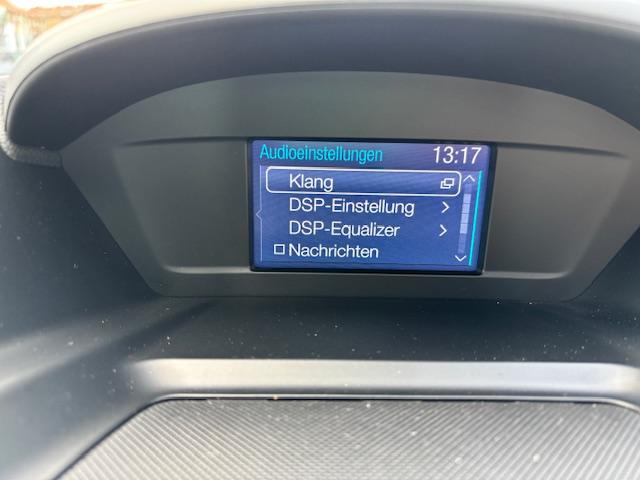 Audioeinstellungen 13:17
Klang
DSP-Einstellung
DSP-Equalizer
Nachrichten